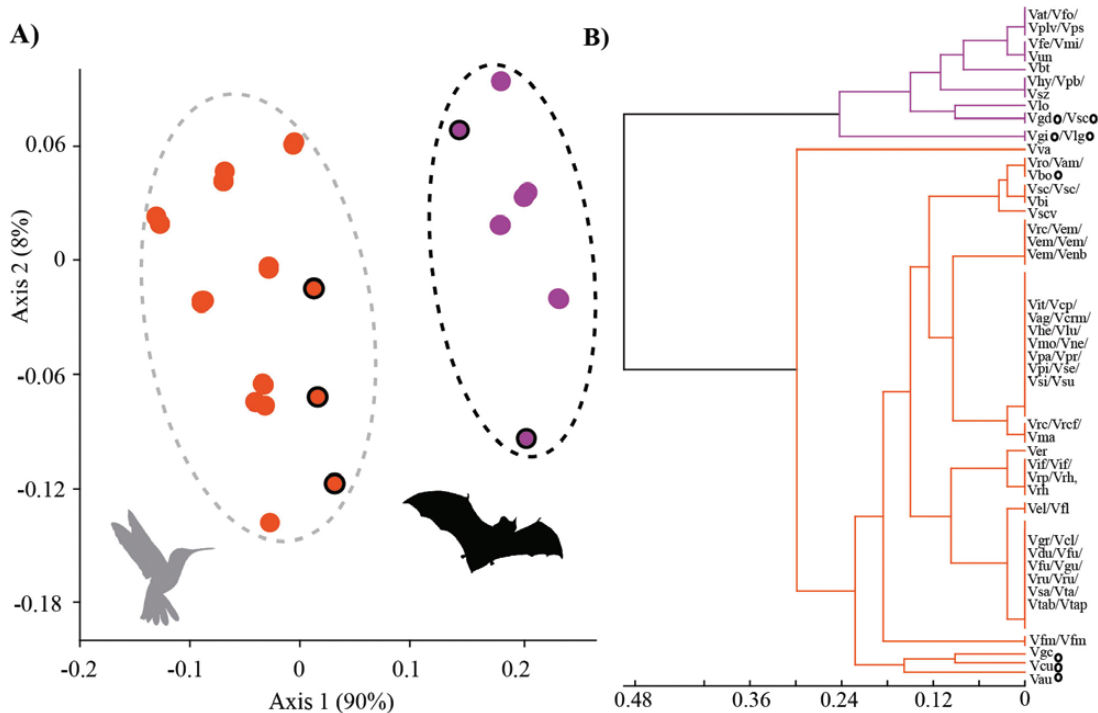 A)
0.06
0
-0.06
-0.12
-0.18
Axis 2 (8%)
-0.2
-0.1
0
0.1
0.2
Axis 1 (90%)
B)
Vat/Vfo/
Vplv/Vps
Vfe/Vmi/
Vun
Vbt
Vhy/Vpb/
Vsz
Vlo
Vgd/Vsc
Vgi/Vlg
Vva
Vro/Vam/
Vbo
Vsc/Vsc/
Vbi
Vscv
Vrc/Vem/
Vem/Vem/
Vem/Venb
Vit/Vcp/
Vag/Vcrm/
Vhe/Vlu/
Vmo/Vne/
Vpa/Vpr/
Vpi/Vse/
Vsi/Vsu
Vrc/Vrcf/
Vma
Ver
Vif/Vif/
Vrp/Vrh,
Vrh
Vel/Vfl
Vgr/Vcl/
Vdu/Vfu/
Vfu/Vgu/
Vru/Vru/
Vsa/Vta/
Vtab/Vtap
Vfm/Vfm
Vgc
Vcu
Vau
0.48
0.36
0.24
0.12
0